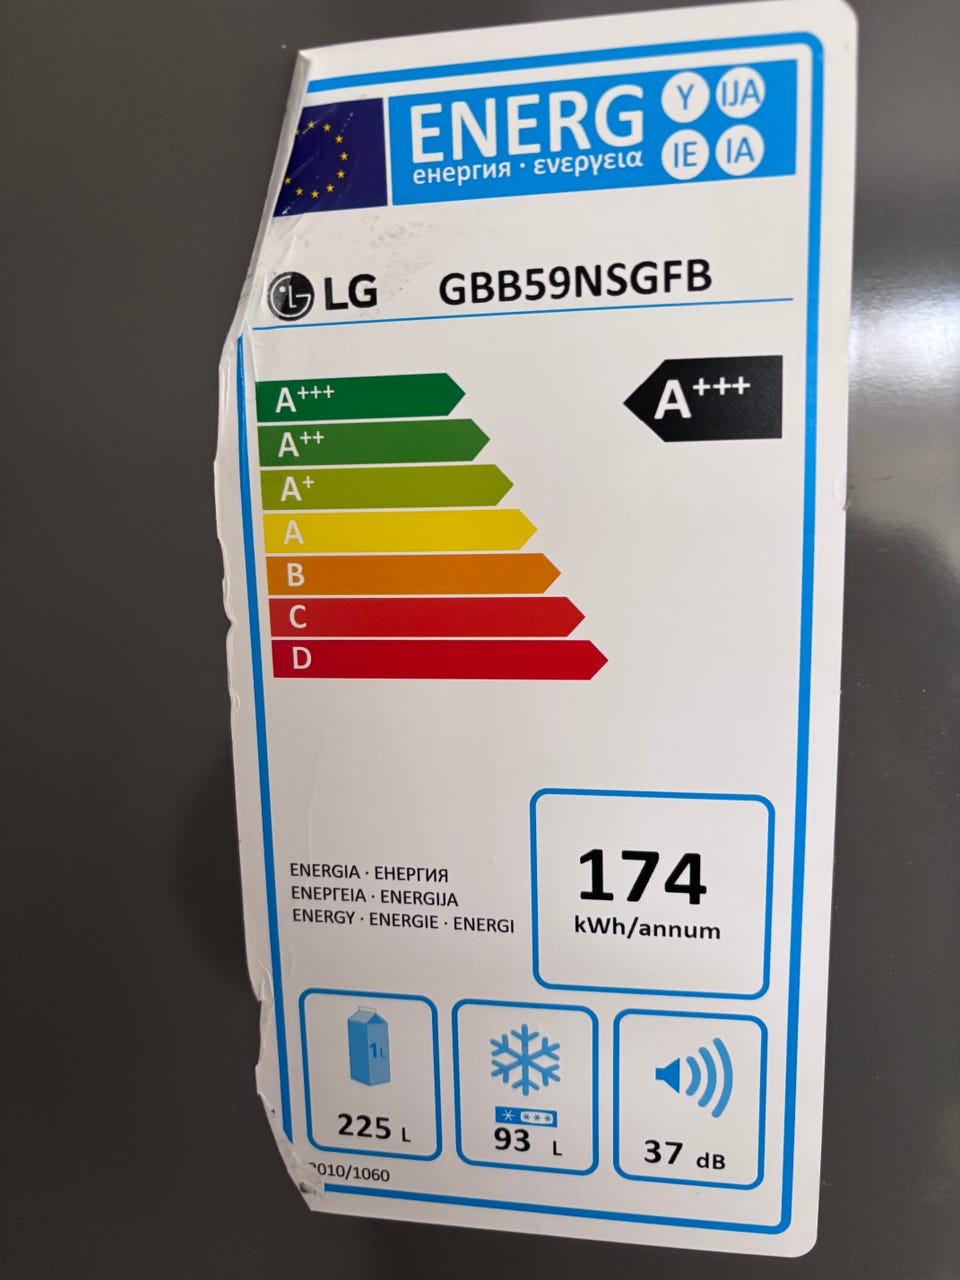 ENERG Y IJA
енергия · ενεργεια IE IA
LG GBB59NSGFB
A+++ A+++
A++
A+
A
B
C
D
ENERGIA · ЕНЕРГИЯ
ΕΝΕΡΓΕΙΑ · ENERGIJA
ENERGY · ENERGIE · ENERGI
174
kWh/annum
1L
225 L
93 L
37 dB
2010/1060